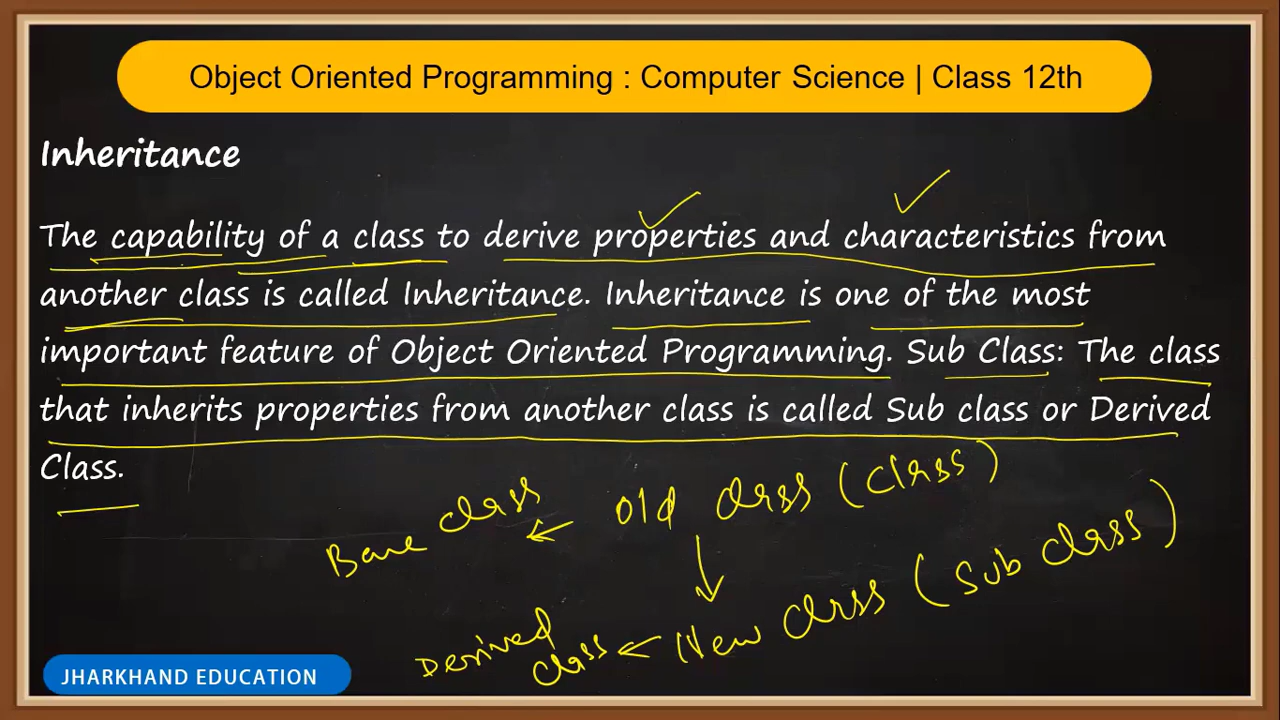 Object Oriented Programming : Computer Science | Class 12th
Inheritance
The capability of a class to derive properties and characteristics from
another class is called Inheritance. Inheritance is one of the most
important feature of Object Oriented Programming. Sub Class: The class
that inherits properties from another class is called Sub class or Derived
Class.
Base class ← Old class (class)
↓
Derived class ← New class (Sub class)
JHARKHAND EDUCATION